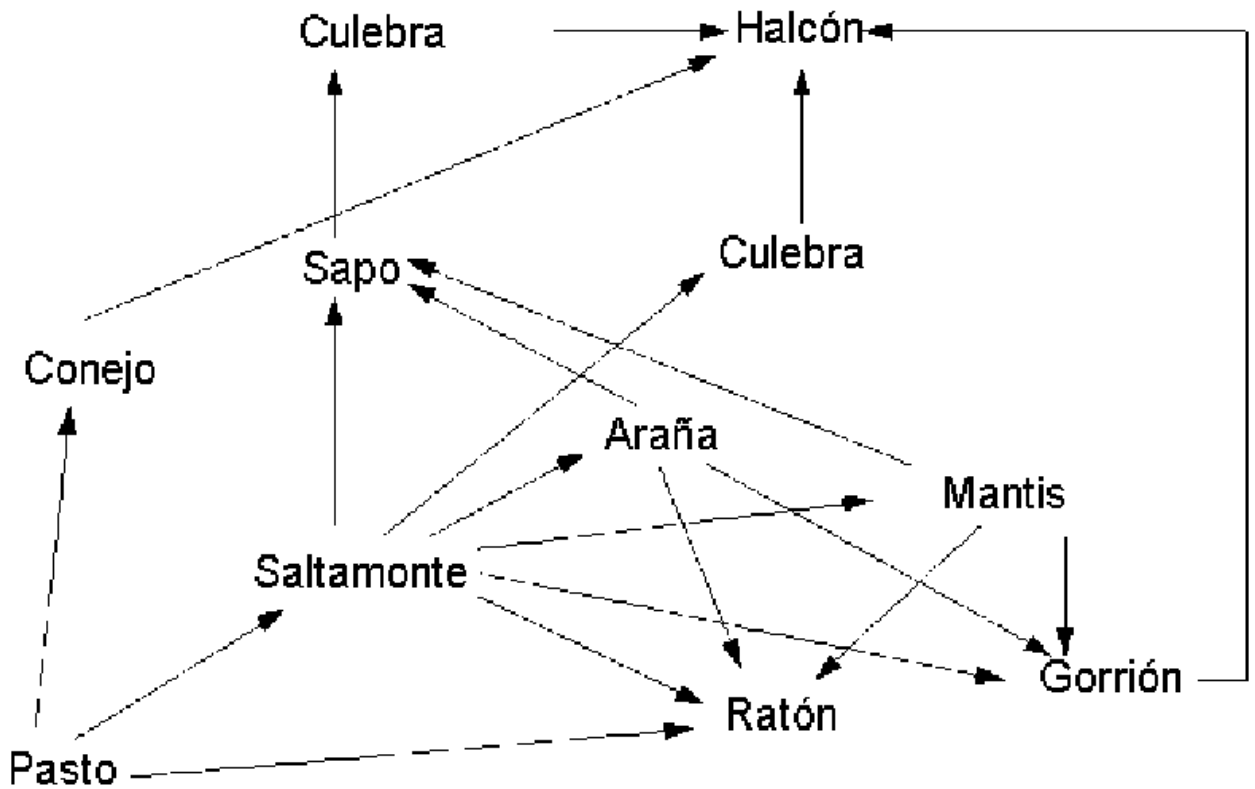 Culebra
Halcón
Sapo
Culebra
Conejo
Araña
Mantis
Saltamonte
Gorrión
Ratón
Pasto